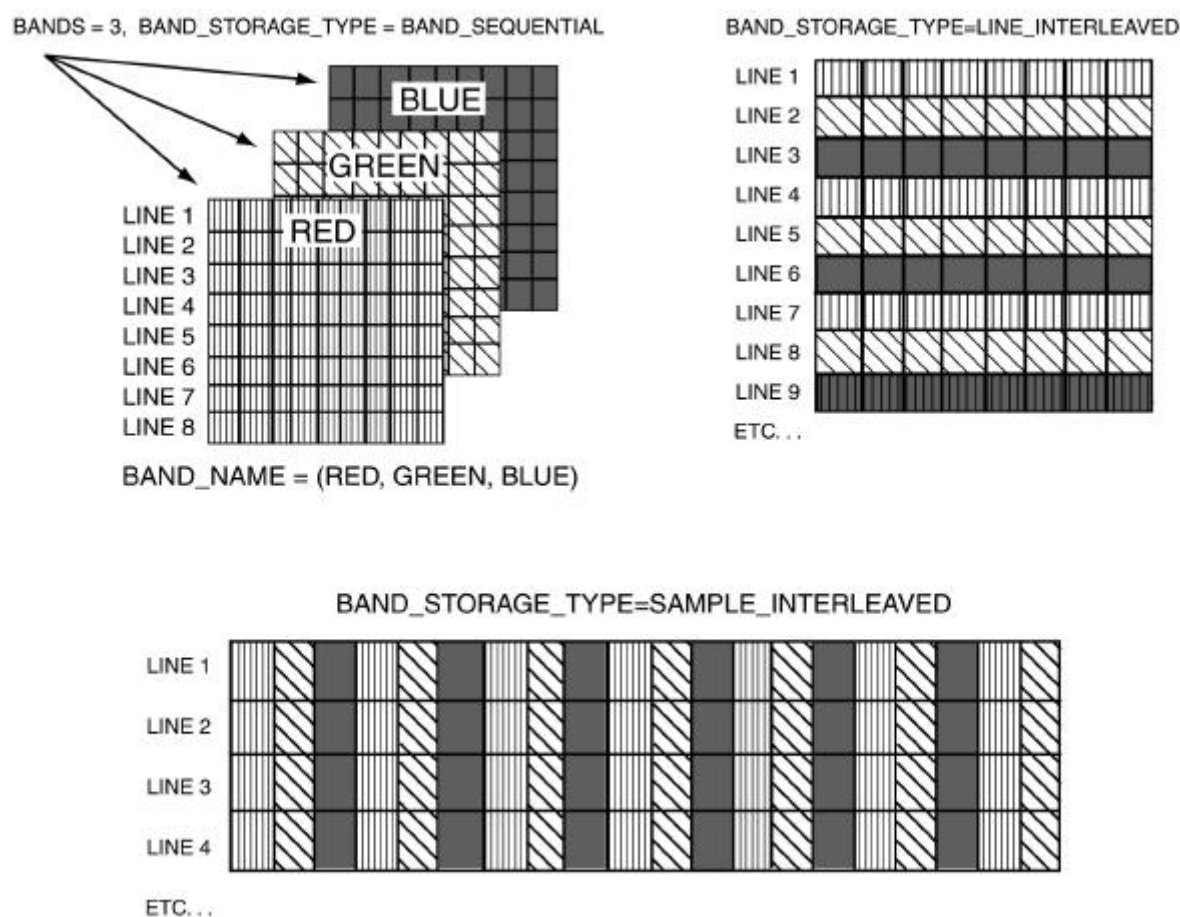 BANDS = 3, BAND_STORAGE_TYPE = BAND_SEQUENTIAL
BLUE
GREEN
RED
LINE 1
LINE 2
LINE 3
LINE 4
LINE 5
LINE 6
LINE 7
LINE 8
BAND_NAME = (RED, GREEN, BLUE)
BAND_STORAGE_TYPE=LINE_INTERLEAVED
LINE 1
LINE 2
LINE 3
LINE 4
LINE 5
LINE 6
LINE 7
LINE 8
LINE 9
ETC. . .
BAND_STORAGE_TYPE=SAMPLE_INTERLEAVED
LINE 1
LINE 2
LINE 3
LINE 4
ETC. . .